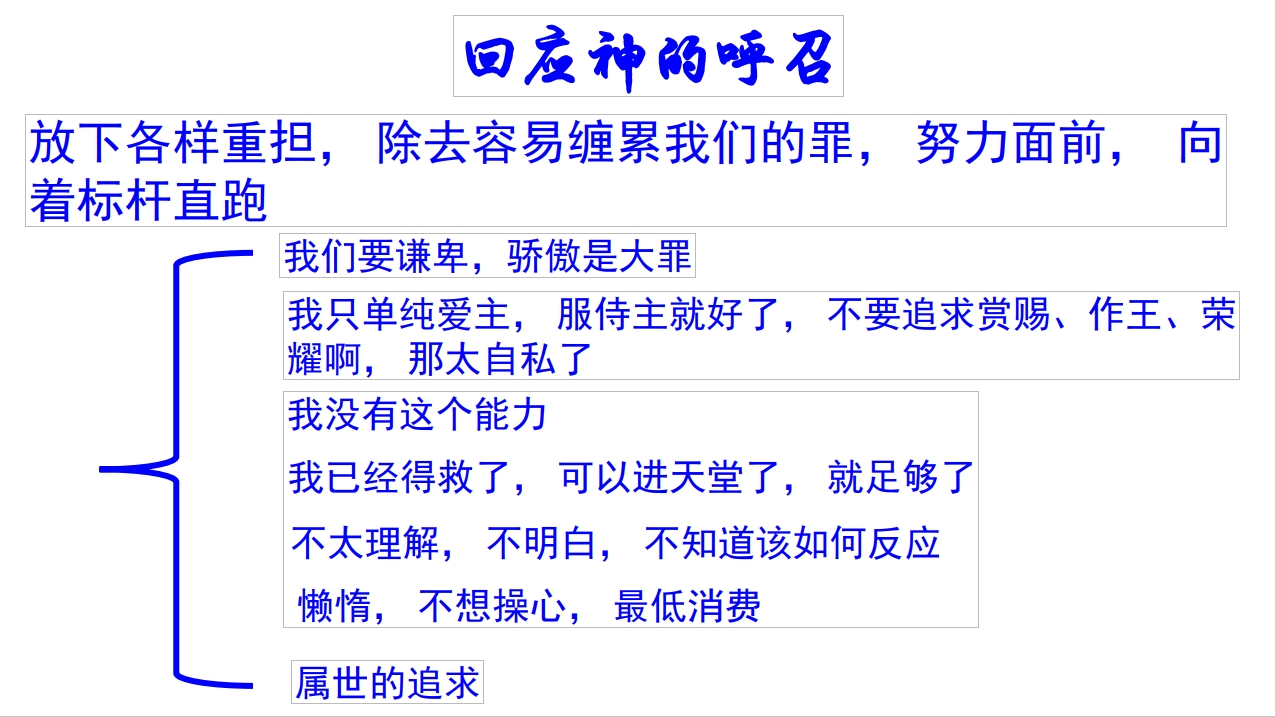 回应神的呼召
放下各样重担， 除去容易缠累我们的罪， 努力面前， 向
着标杆直跑
我们要谦卑，骄傲是大罪
我只单纯爱主， 服侍主就好了， 不要追求赏赐、作王、荣
耀啊， 那太自私了
我没有这个能力
我已经得救了， 可以进天堂了， 就足够了
不太理解， 不明白， 不知道该如何反应
懒惰， 不想操心， 最低消费
属世的追求